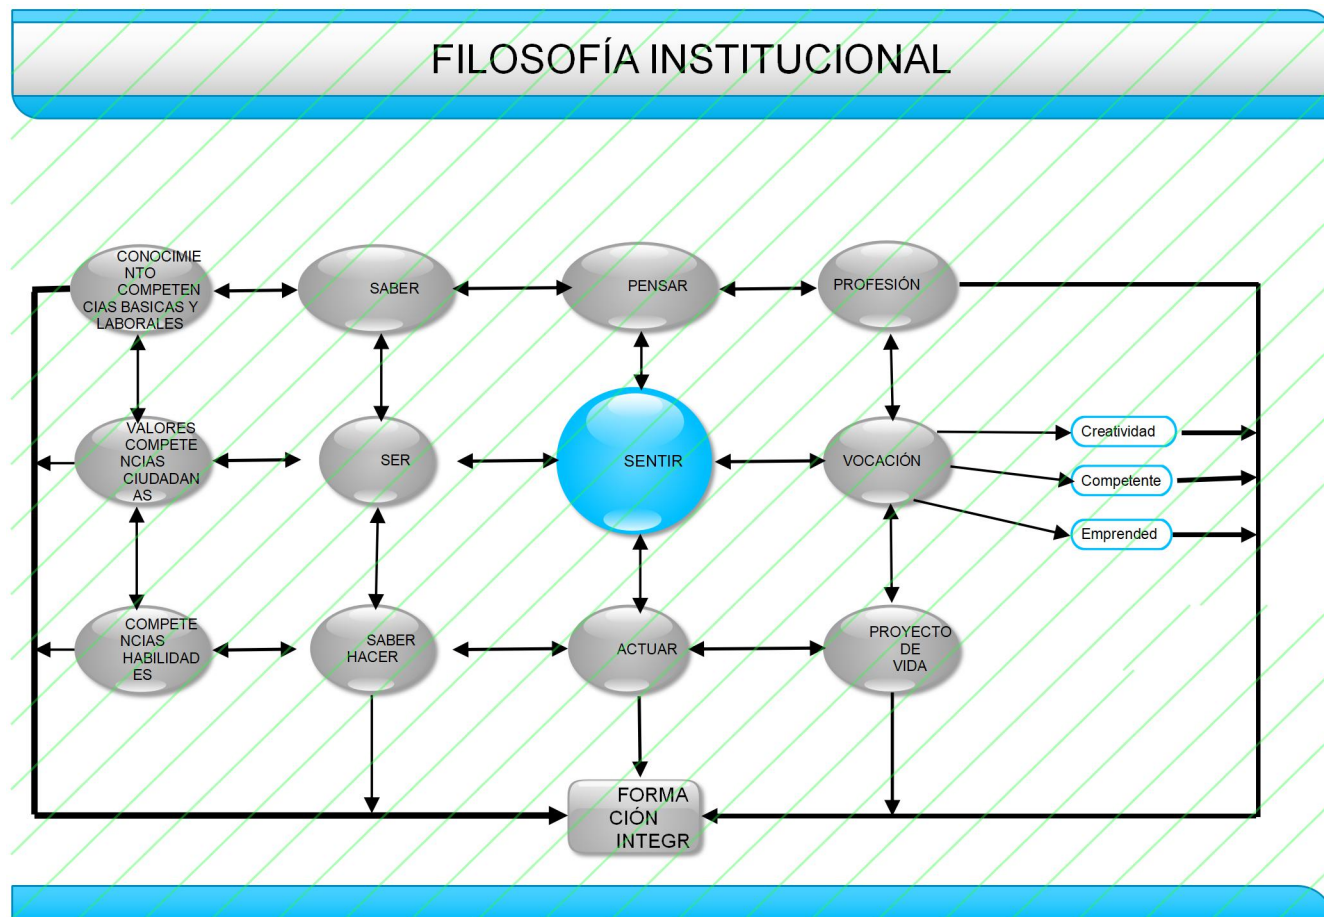 FILOSOFÍA INSTITUCIONAL
CONOCIMIE
NTO
COMPETEN
CIAS BASICAS Y
LABORALES
SABER
PENSAR
PROFESIÓN
VALORES
COMPETE
NCIAS
CIUDADAN
AS
SER
SENTIR
VOCACIÓN
Creatividad
Competente
Emprended
COMPETE
NCIAS
HABILIDAD
ES
SABER
HACER
ACTUAR
PROYECTO
DE
VIDA
FORMA
CIÓN
INTEGR